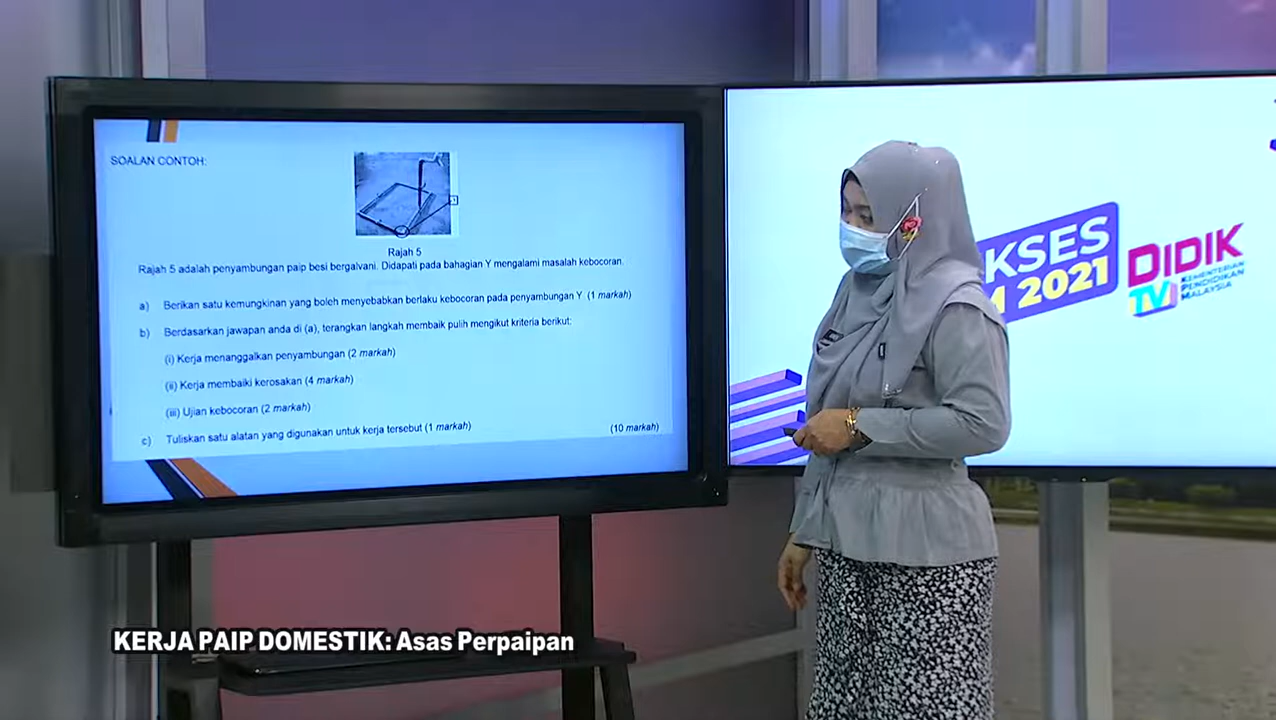 SOALAN CONTOH:
Rajah 5
Rajah 5 adalah penyambungan paip besi bergalvani. Didapati pada bahagian Y mengalami masalah kebocoran.
a) Berikan satu kemungkinan yang boleh menyebabkan berlaku kebocoran pada penyambungan Y (1 markah)
b) Berdasarkan jawapan anda di (a), terangkan langkah membaik pulih mengikut kriteria berikut:
(i) Kerja menanggalkan penyambungan (2 markah)
(ii) Kerja membaiki kerosakan (4 markah)
(iii) Ujian kebocoran (2 markah)
c) Tuliskan satu alatan yang digunakan untuk kerja tersebut (1 markah)
(10 markah)
KSES
M 2021
DIDIK
TV
KEMENTERIAN
PENDIDIKAN
MALAYSIA
KERJA PAIP DOMESTIK: Asas Perpaipan